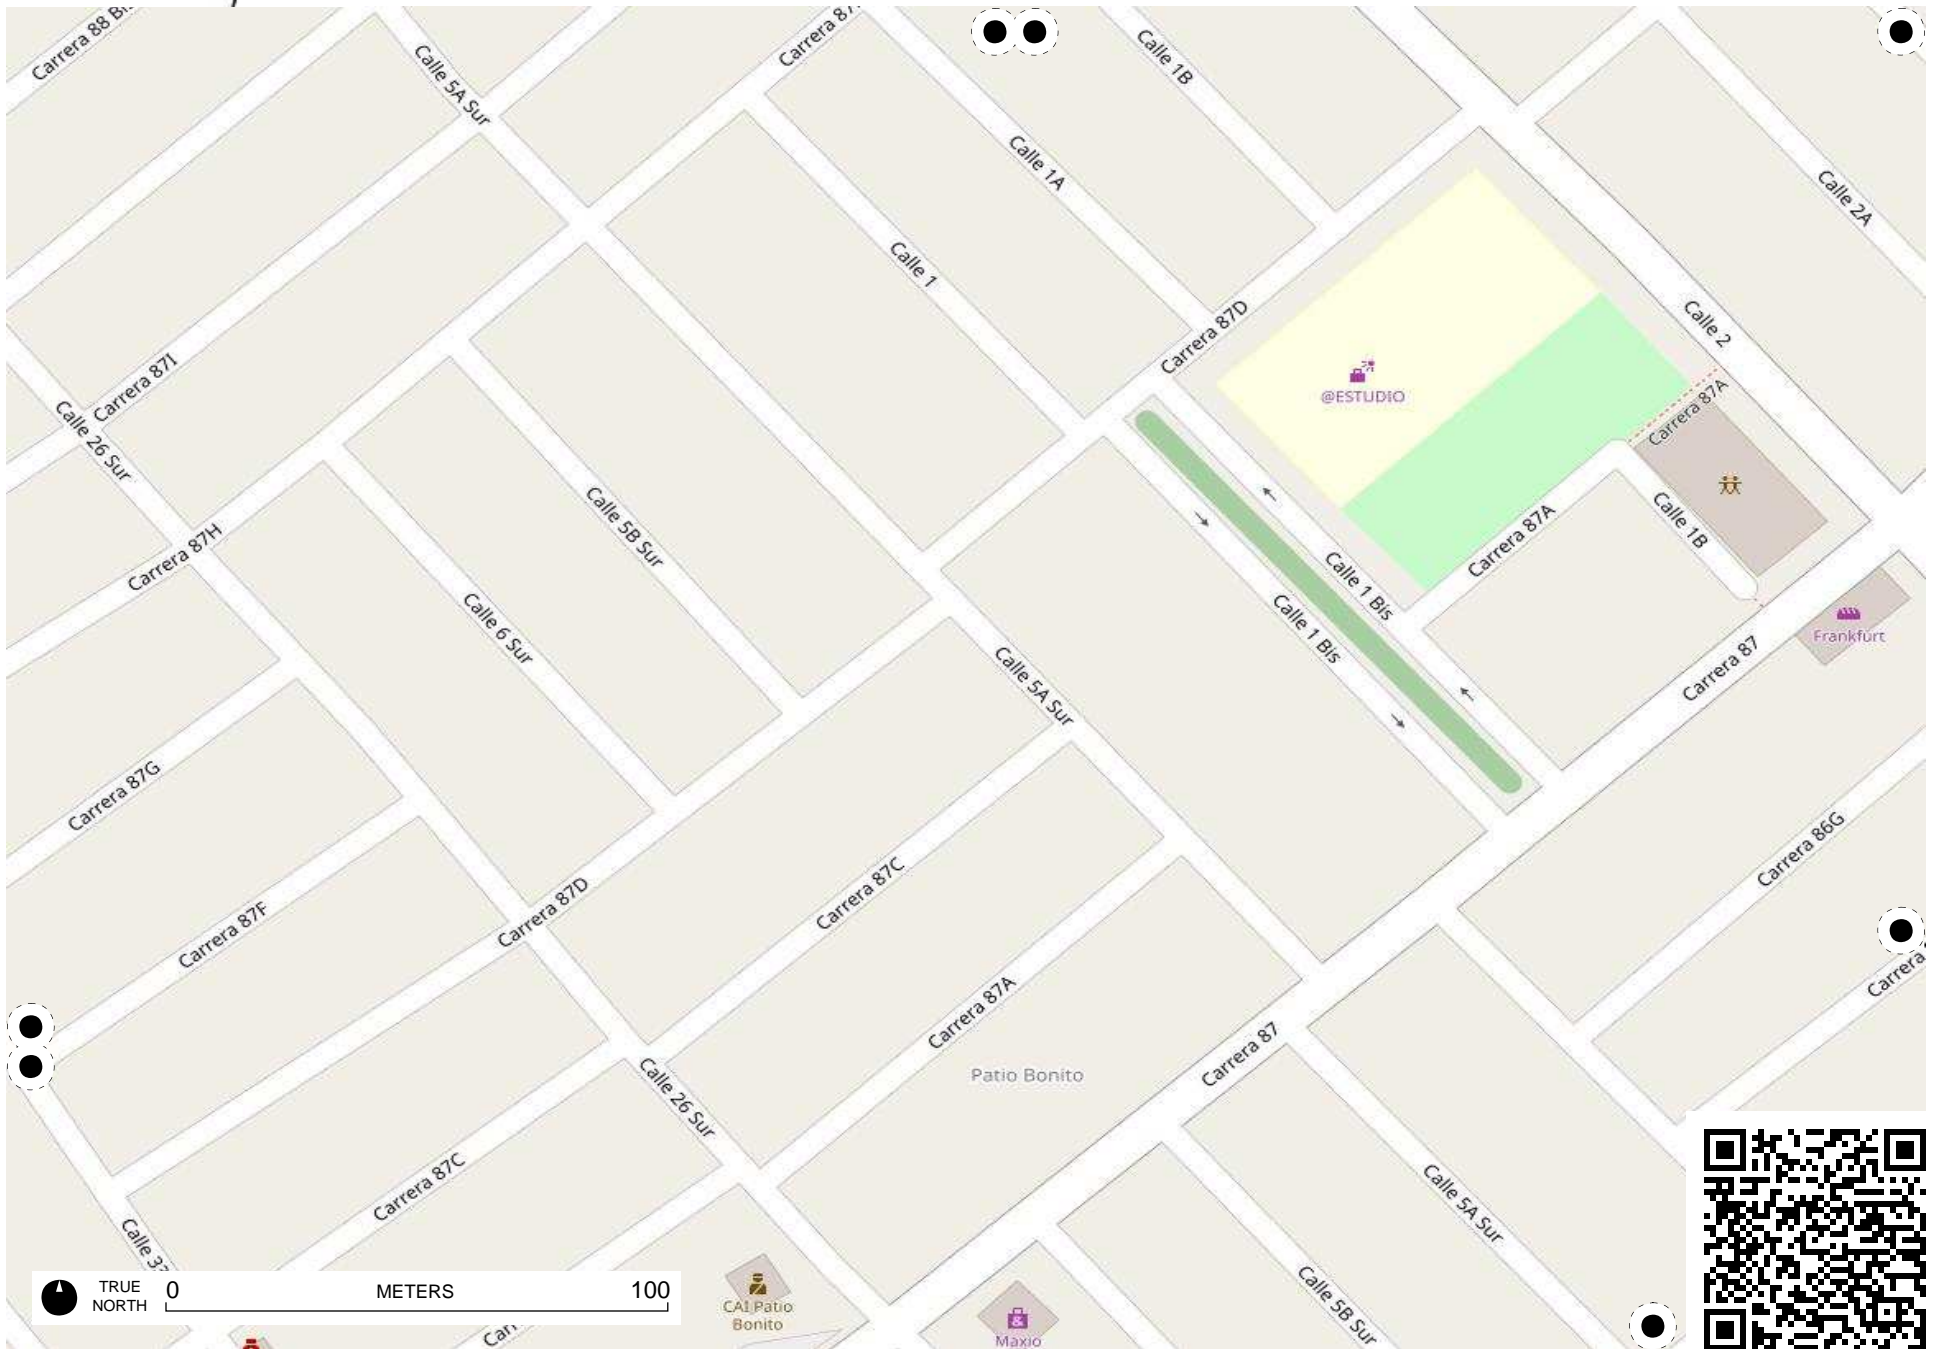 Carrera 88 Bi
Calle 5A Sur
Carrera 87
Calle 1B
Calle 1A
Calle 2A
Calle 1
Carrera 87D
Calle 2
Carrera 87I
@ESTUDIO
Carrera 87A
Calle 26 Sur
Calle 5B Sur
Carrera 87A
Calle 1B
Carrera 87H
Calle 1 Bis
Calle 1 Bis
Calle 6 Sur
Frankfurt
Carrera 87
Calle 5A Sur
Carrera 87G
Carrera 86G
Carrera 87C
Carrera 87F
Carrera 87D
Carrera
Carrera 87A
Carrera 87
Patio Bonito
Calle 26 Sur
Carrera 87C
Calle 5A Sur
Calle 33
TRUE
NORTH
0 METERS 100
CAI Patio
Bonito
Calle 5B Sur
Carr
Maxio